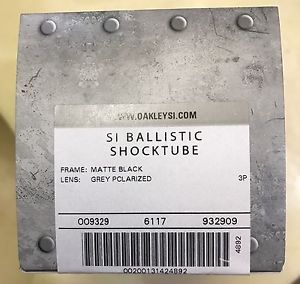 WWW.OAKLEYSI.COM
SI BALLISTIC
SHOCKTUBE
FRAME: MATTE BLACK
LENS: GREY POLARIZED 3P
009329 6117 932909
4892
00200131424892